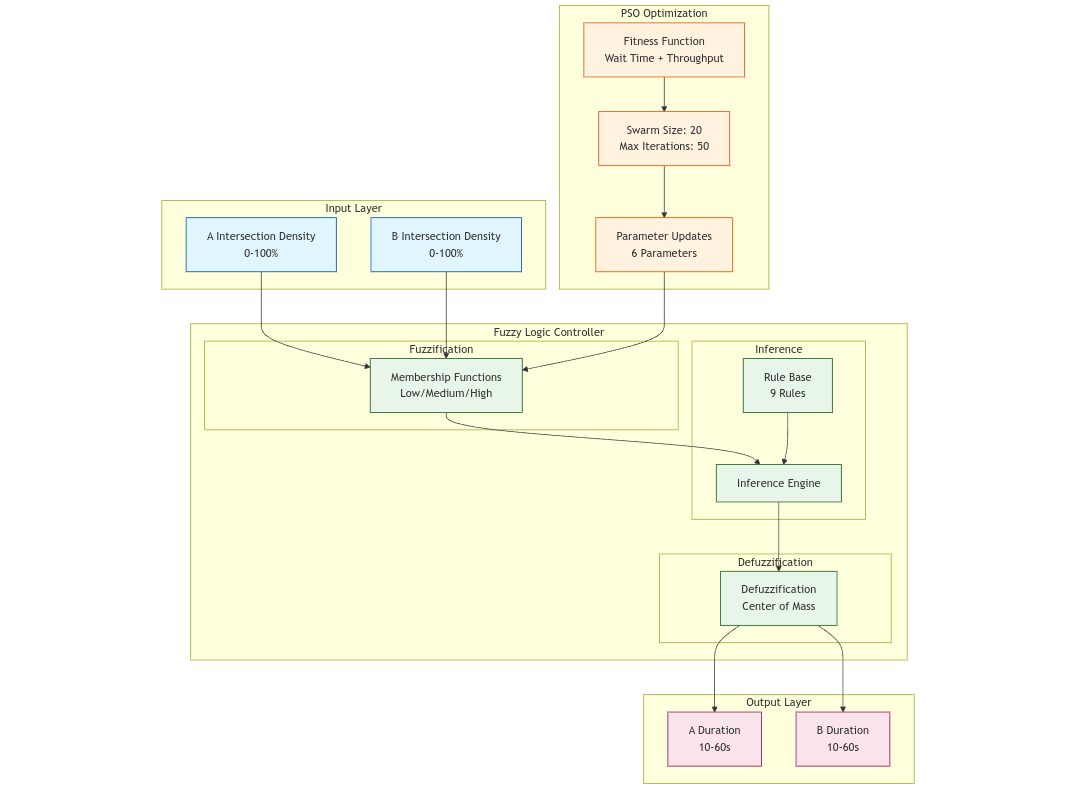 PSO Optimization
Fitness Function
Wait Time + Throughput
Swarm Size: 20
Max Iterations: 50
Parameter Updates
6 Parameters
Input Layer
A Intersection Density
0-100%
B Intersection Density
0-100%
Fuzzy Logic Controller
Fuzzification
Membership Functions
Low/Medium/High
Inference
Rule Base
9 Rules
Inference Engine
Defuzzification
Defuzzification
Center of Mass
Output Layer
A Duration
10-60s
B Duration
10-60s